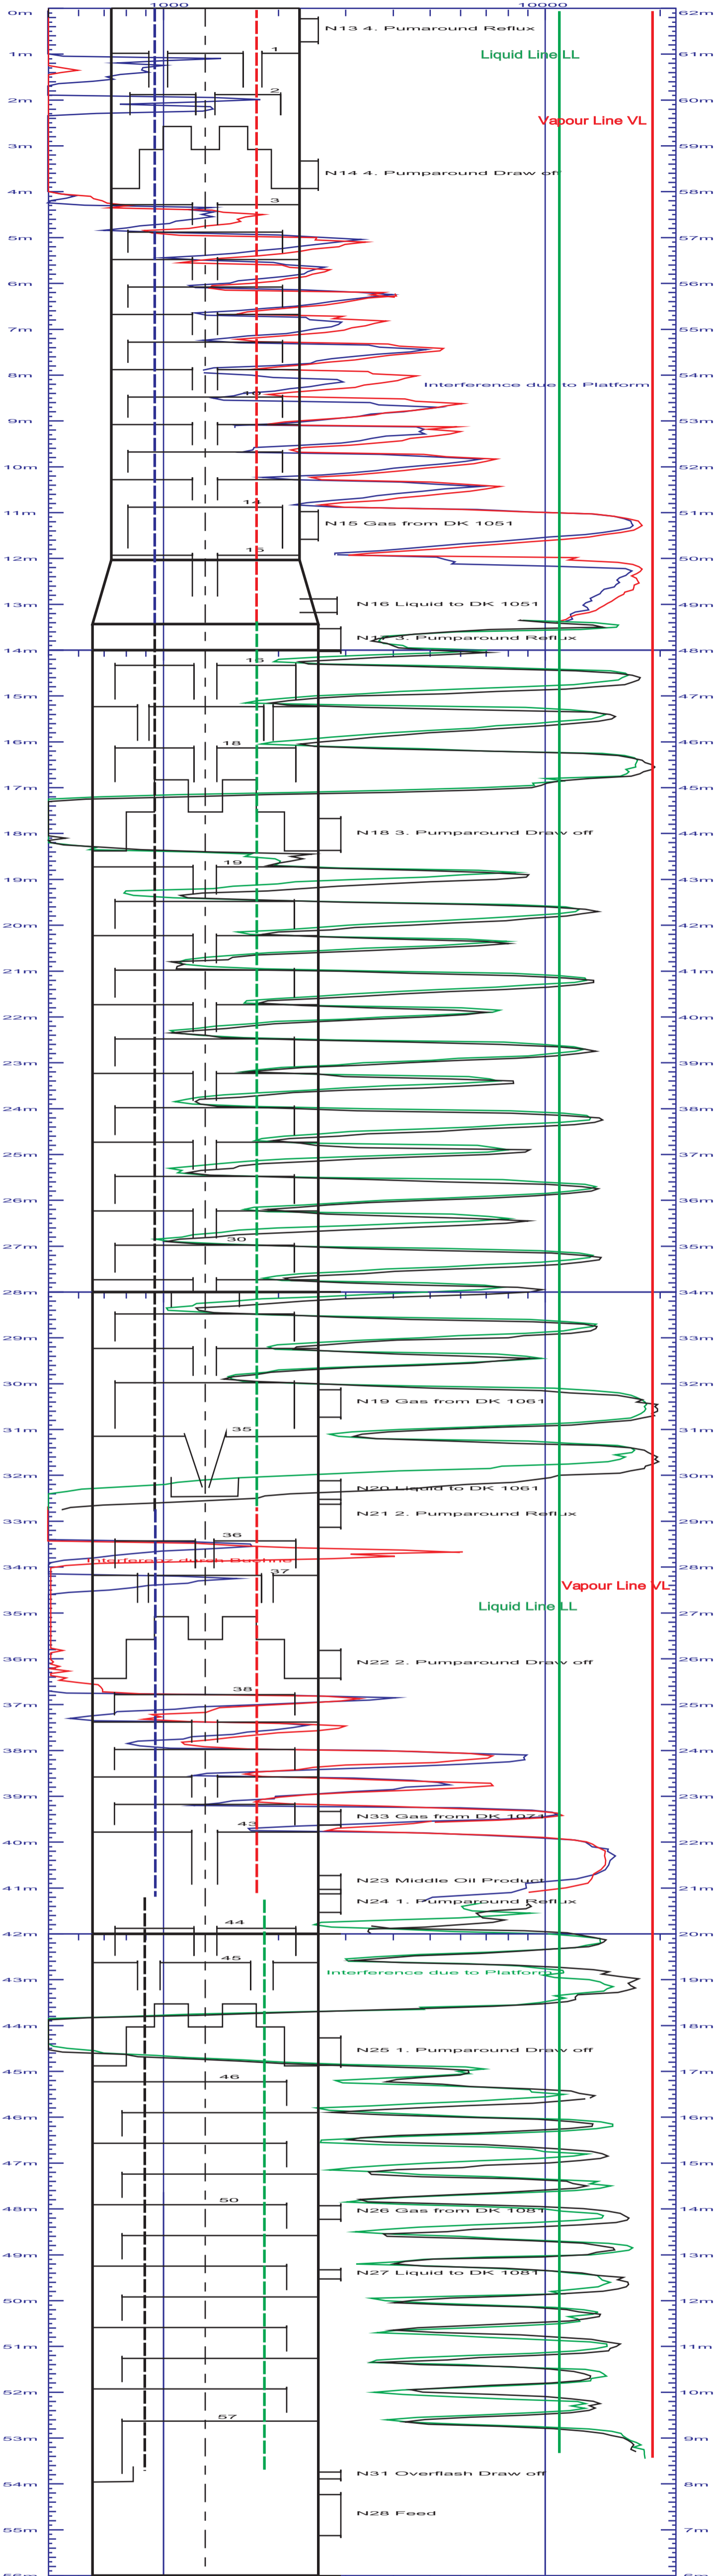 1000 10000
0m 62m
N13 4. Pumaround Reflux
1
1m Liquid Line LL 61m
2
2m 60m
Vapour Line VL
3m 59m
N14 4. Pumparound Draw off
4m 58m
3
5m 57m
6m 56m
7m 55m
8m 54m
Interference due to Platform
10
9m 53m
10m 52m
14
11m 51m
N15 Gas from DK 1051
15
12m 50m
13m N16 Liquid to DK 1051 49m
N17 3. Pumparound Reflux
14m 48m
16
15m 47m
16m 18 46m
17m 45m
18m N18 3. Pumparound Draw off 44m
19
19m 43m
20m 42m
21m 41m
22m 40m
23m 39m
24m 38m
25m 37m
26m 36m
30
27m 35m
28m 34m
29m 33m
30m 32m
N19 Gas from DK 1061
31m 35 31m
32m 30m
N20 Liquid to DK 1061
N21 2. Pumparound Reflux
33m 29m
36
Interferenz durch Buehne
34m 28m
37
Vapour Line VL
Liquid Line LL
35m 27m
36m N22 2. Pumparound Draw off 26m
38
37m 25m
38m 24m
39m 23m
N33 Gas from DK 1071
43
40m 22m
N23 Middle Oil Product
41m 21m
N24 1. Pumparound Reflux
44
42m 20m
45
Interference due to Platform
43m 19m
44m 18m
N25 1. Pumparound Draw off
45m 17m
46
46m 16m
47m 15m
50
48m N26 Gas from DK 1081 14m
49m 13m
N27 Liquid to DK 1081
50m 12m
51m 11m
52m 10m
57
53m 9m
N31 Overflash Draw off
54m 8m
N28 Feed
55m 7m